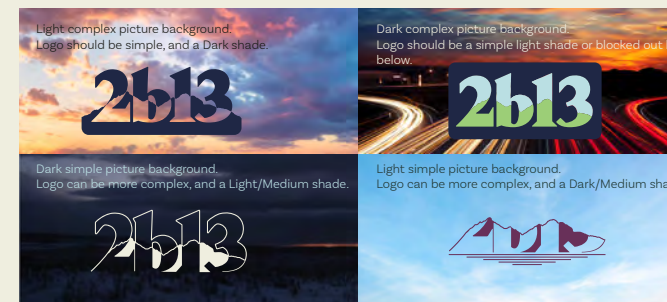 Light complex picture background.
Logo should be simple, and a Dark shade.
2b13
Dark complex picture background.
Logo should be a simple light shade or blocked out
below.
2b13
Dark simple picture background.
Logo can be more complex, and a Light/Medium shade.
2b13
Light simple picture background.
Logo can be more complex, and a Dark/Medium sha